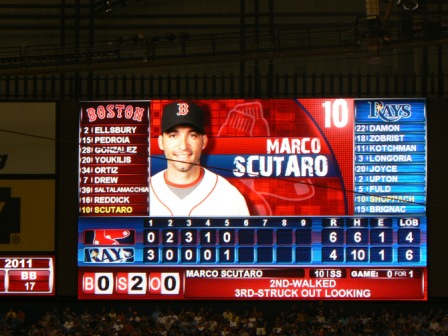 BOSTON
2 ELLSBURY
15 PEDROIA
28 GONZALEZ
20 YOUKILIS
34 ORTIZ
7 DREW
39 SALTALAMACCHIA
16 REDDICK
10 SCUTARO
B
MARCO
SCUTARO
10
RAYS
22 DAMON
18 ZOBRIST
11 KOTCHMAN
3 LONGORIA
20 JOYCE
2 UPTON
5 FULD
10 SHOPPACH
15 BRIGNAC
1 2 3 4 5 6 7 8 9 R H E LOB
0 2 3 1 0 6 6 1 4
RAYS 3 0 0 0 1 4 10 1 6
B 0 S 2 O 0
MARCO SCUTARO 10 SS GAME: 0 FOR 1
2ND-WALKED
3RD-STRUCK OUT LOOKING
2011
BB
17